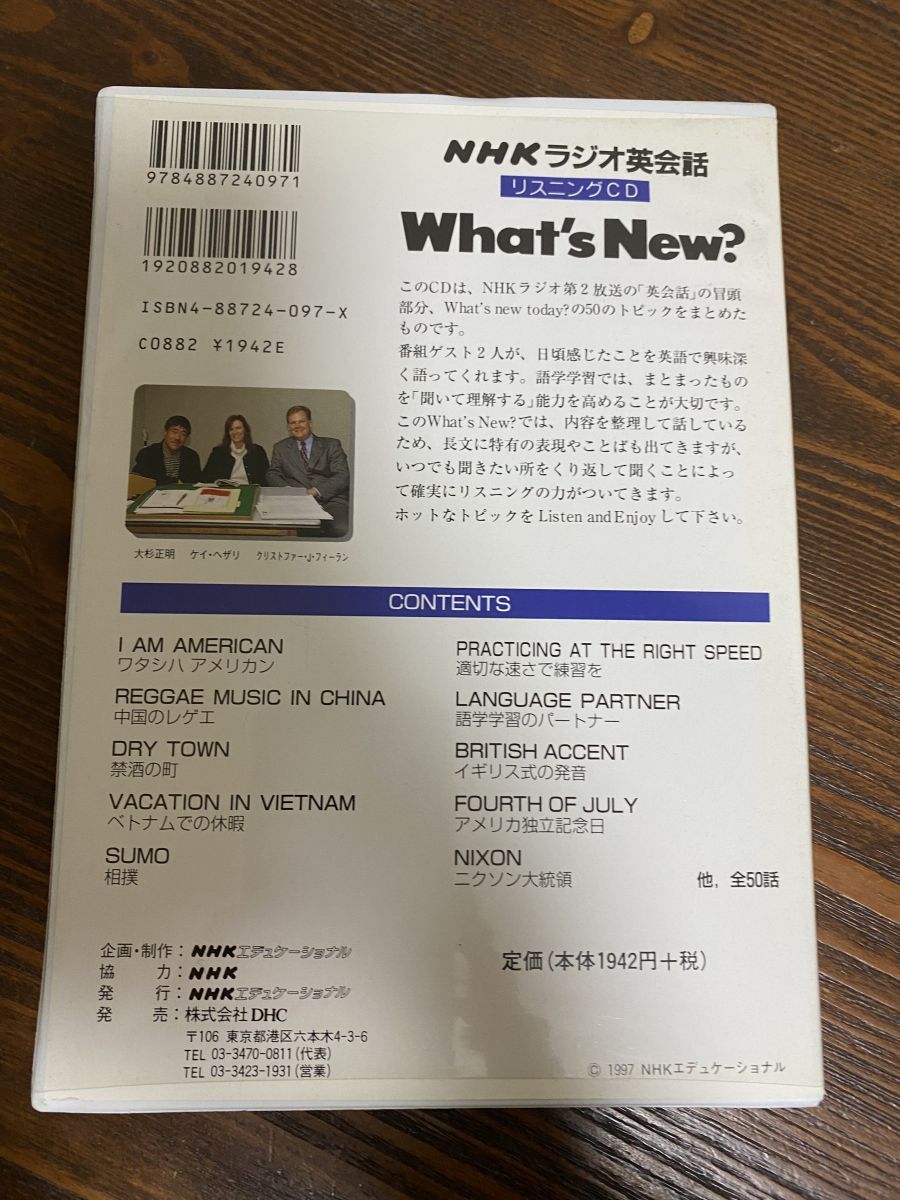 9784887240971
1920882019428
ISBN4-88724-097-X
C0882 ¥1942E
NHKラジオ英会話
リスニングCD
What's New?
このCDは、NHKラジオ第2放送の「英会話」の冒頭
部分、What's new today?の50のトピックをまとめた
ものです。
番組ゲスト2人が、日頃感じたことを英語で興味深
く語ってくれます。語学学習では、まとまったもの
を「聞いて理解する」能力を高めることが大切です。
このWhat's New?では、内容を整理して話している
ため、長文に特有の表現やことばも出てきますが、
いつでも聞きたい所をくり返して聞くことによっ
て確実にリスニングの力がついてきます。
ホットなトピックをListen and Enjoyして下さい。
大杉正明 ケイ・ヘザリ クリストファー・J・フィーラン
CONTENTS
I AM AMERICAN
ワタシハ アメリカン
REGGAE MUSIC IN CHINA
中国のレゲエ
DRY TOWN
禁酒の町
VACATION IN VIETNAM
ベトナムでの休暇
SUMO
相撲
PRACTICING AT THE RIGHT SPEED
適切な速さで練習を
LANGUAGE PARTNER
語学学習のパートナー
BRITISH ACCENT
イギリス式の発音
FOURTH OF JULY
アメリカ独立記念日
NIXON
ニクソン大統領
他，全50話
企画・制作：NHKエデュケーショナル
協 力：NHK
発 行：NHKエデュケーショナル
発 売：株式会社DHC
〒106 東京都港区六本木4-3-6
TEL 03-3470-0811(代表)
TEL 03-3423-1931(営業)
定価(本体1942円+税)
© 1997 NHKエデュケーショナル